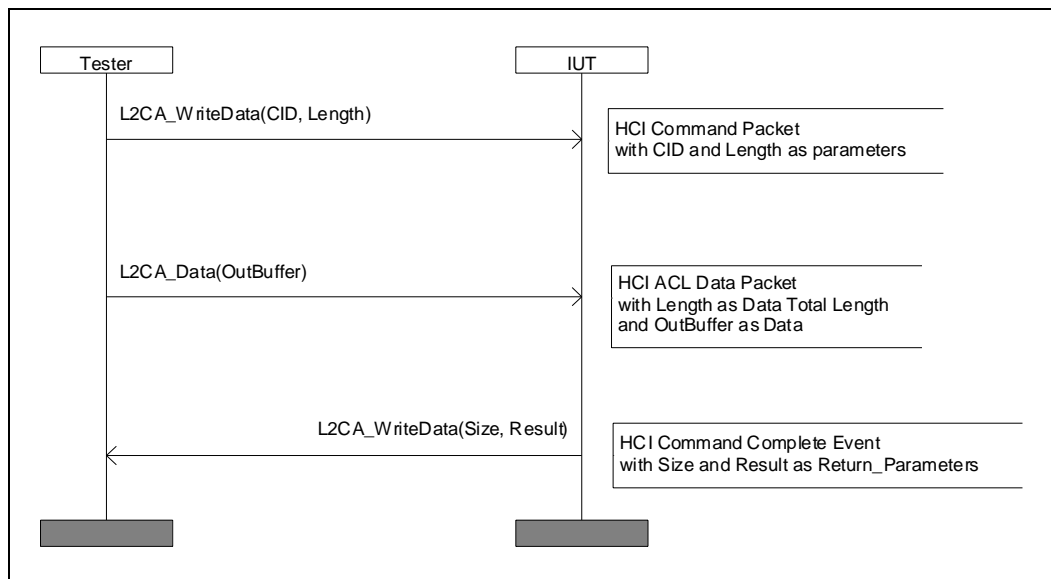 Tester
IUT
L2CA_WriteData(CID, Length)
HCI Command Packet
with CID and Length as parameters
L2CA_Data(OutBuffer)
HCI ACL Data Packet
with Length as Data Total Length
and OutBuffer as Data
L2CA_WriteData(Size, Result)
HCI Command Complete Event
with Size and Result as Return_Parameters